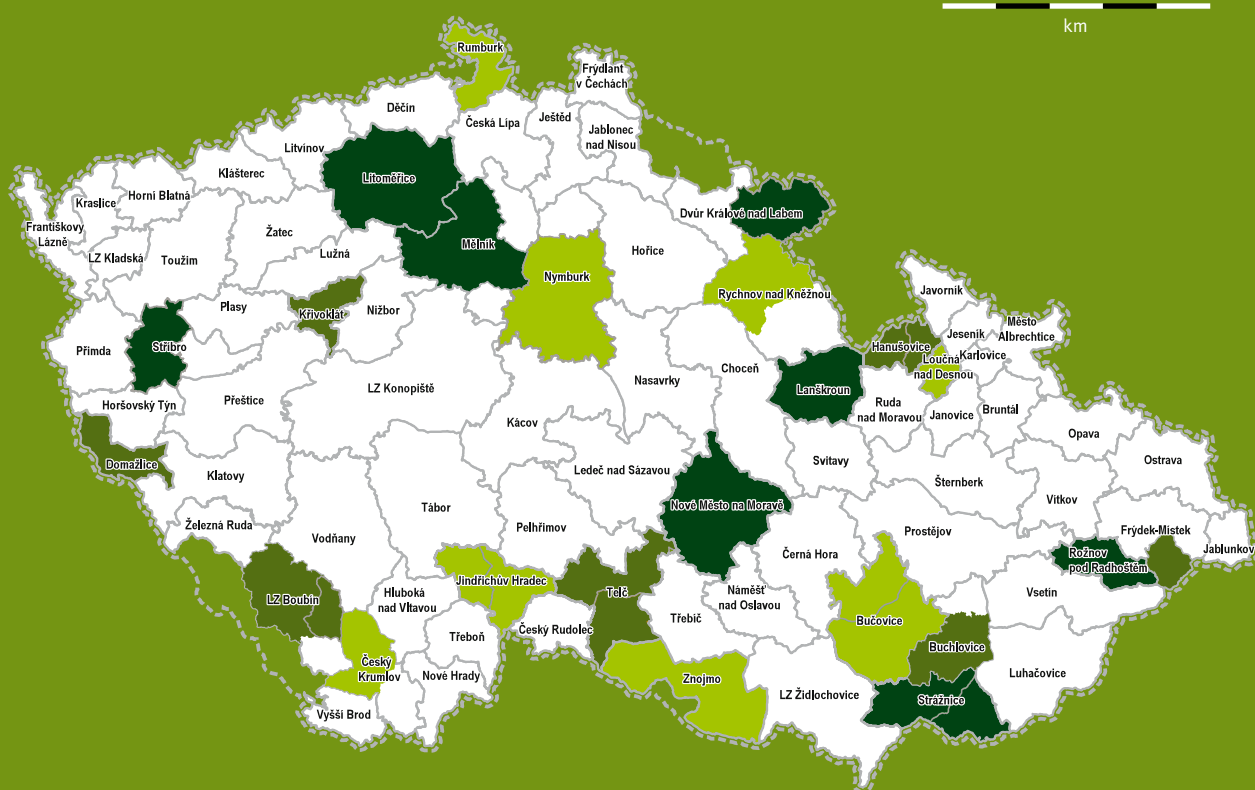 km
Rumburk
Frýdlant
v Čechách
Děčín
Česká Lípa
Ještěd
Jablonec
nad Nisou
Litvínov
Klášterec
Litoměřice
Horní Blatná
Kraslice
Františkovy
Lázně
LZ Kladská
Toužim
Žatec
Lužná
Mělník
Dvůr Králové nad Labem
Hořice
Nymburk
Rychnov nad Kněžnou
Plasy
Křivoklát
Nižbor
Stříbro
Přimda
Javorník
Jeseník
Město
Albrechtice
Hanušovice
Loučná
nad Desnou
Karlovice
Choceň
Lanškroun
Nasavrky
LZ Konopiště
Horšovský Týn
Přeštice
Ruda
nad Moravou
Janovice
Bruntál
Kácov
Opava
Ostrava
Domažlice
Klatovy
Ledeč nad Sázavou
Svitavy
Šternberk
Vítkov
Tábor
Nové Město na Moravě
Železná Ruda
Vodňany
Pelhřimov
Prostějov
Frýdek-Místek
Jablunkov
Černá Hora
Rožnov
pod Radhoštěm
Jindřichův Hradec
LZ Boubín
Hluboká
nad Vltavou
Telč
Náměšť
nad Oslavou
Vsetín
Třebíč
Bučovice
Český Rudolec
Třeboň
Buchlovice
Český
Krumlov
Nové Hrady
Znojmo
Luhačovice
LZ Židlochovice
Strážnice
Vyšší Brod